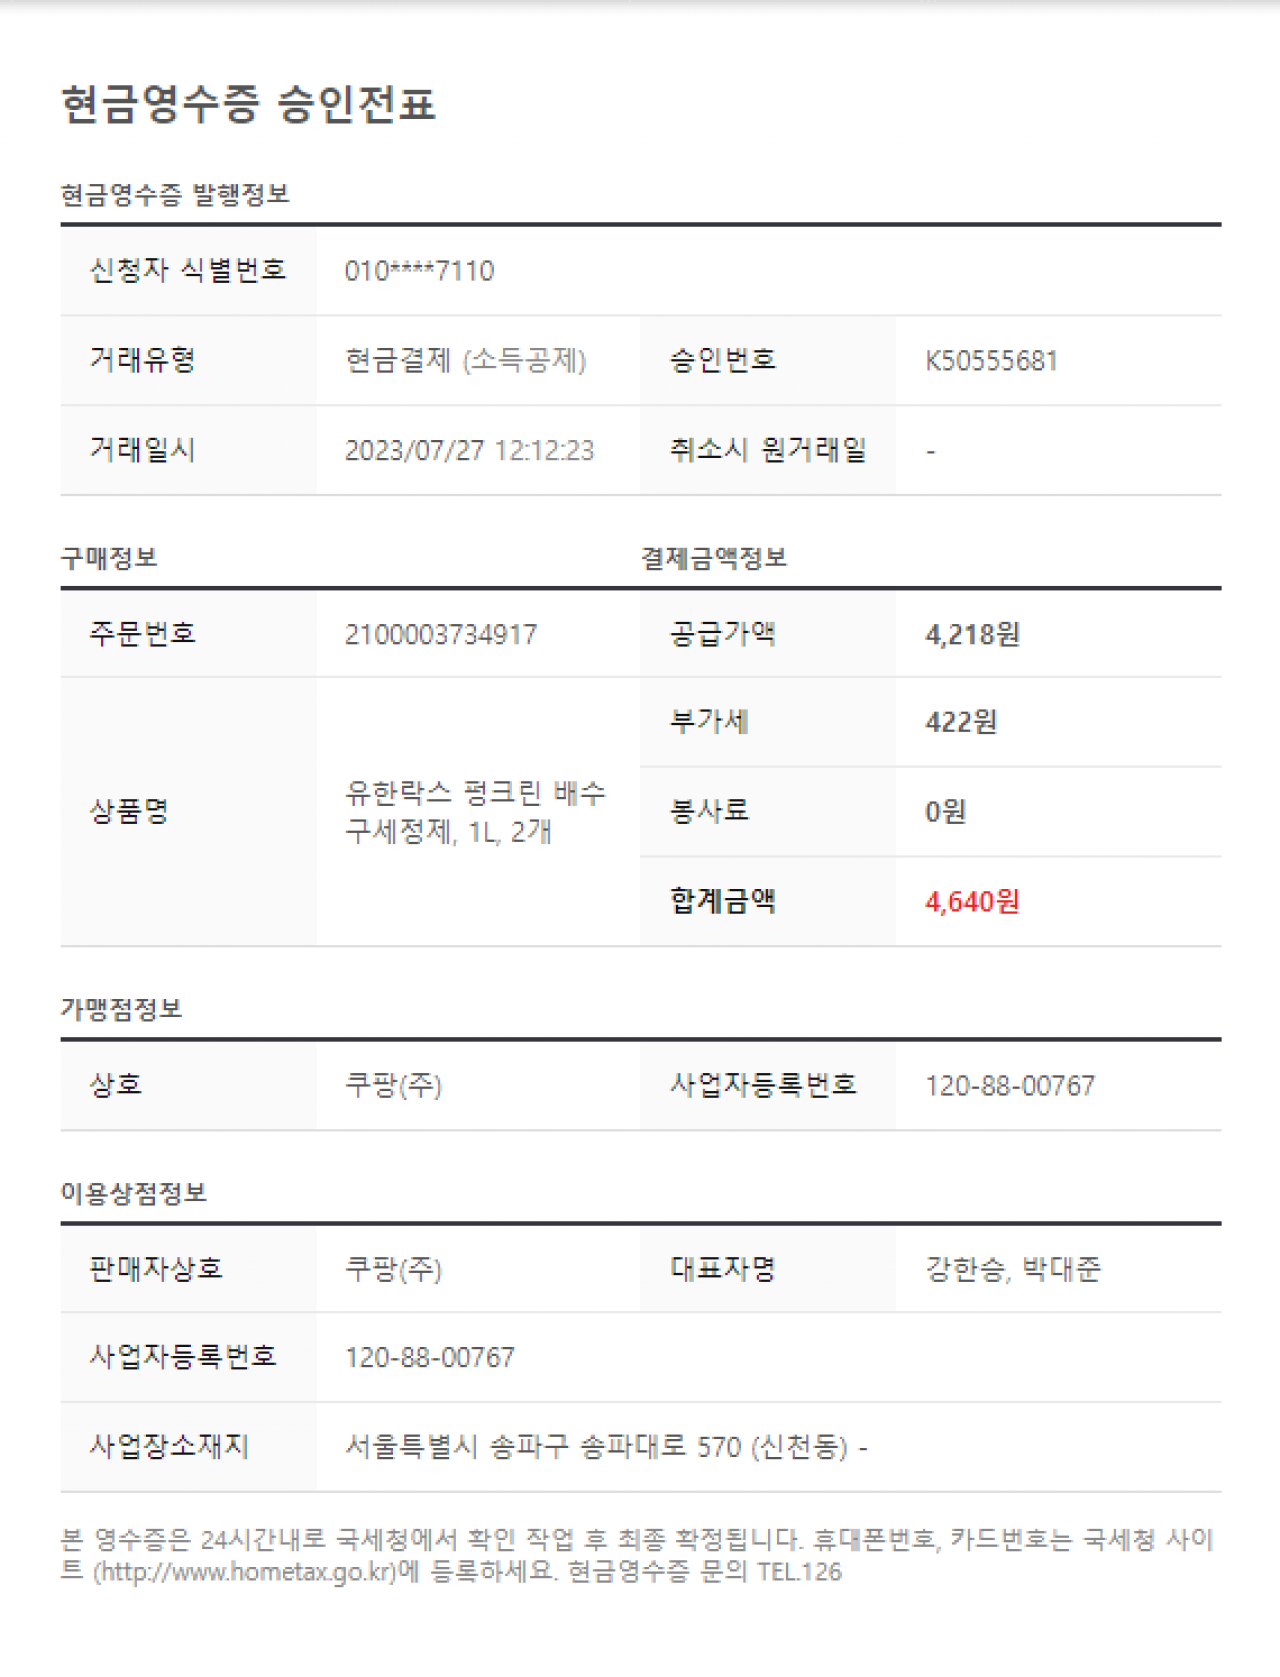 현금영수증 승인전표
현금영수증 발행정보
신청자 식별번호 010****7110
거래유형 현금결제 (소득공제) 승인번호 K50555681
거래일시 2023/07/27 12:12:23 취소시 원거래일 -
구매정보 결제금액정보
주문번호 2100003734917 공급가액 4,218원
부가세 422원
상품명 유한락스 펑크린 배수
구세정제, 1L, 2개
봉사료 0원
합계금액 4,640원
가맹점정보
상호 쿠팡(주) 사업자등록번호 120-88-00767
이용상점정보
판매자상호 쿠팡(주) 대표자명 강한승, 박대준
사업자등록번호 120-88-00767
사업장소재지 서울특별시 송파구 송파대로 570 (신천동) -
본 영수증은 24시간내로 국세청에서 확인 작업 후 최종 확정됩니다. 휴대폰번호, 카드번호는 국세청 사이
트 (http://www.hometax.go.kr)에 등록하세요. 현금영수증 문의 TEL.126